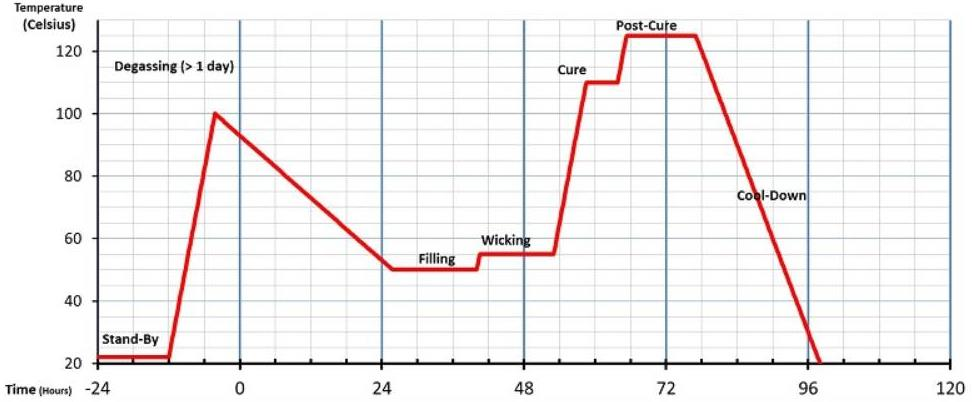 Temperature
(Celsius)
Post-Cure
120
Degassing (> 1 day)
Cure
100
80
Cool-Down
60
Wicking
Filling
40
Stand-By
20
Time (Hours)
-24 0 24 48 72 96 120